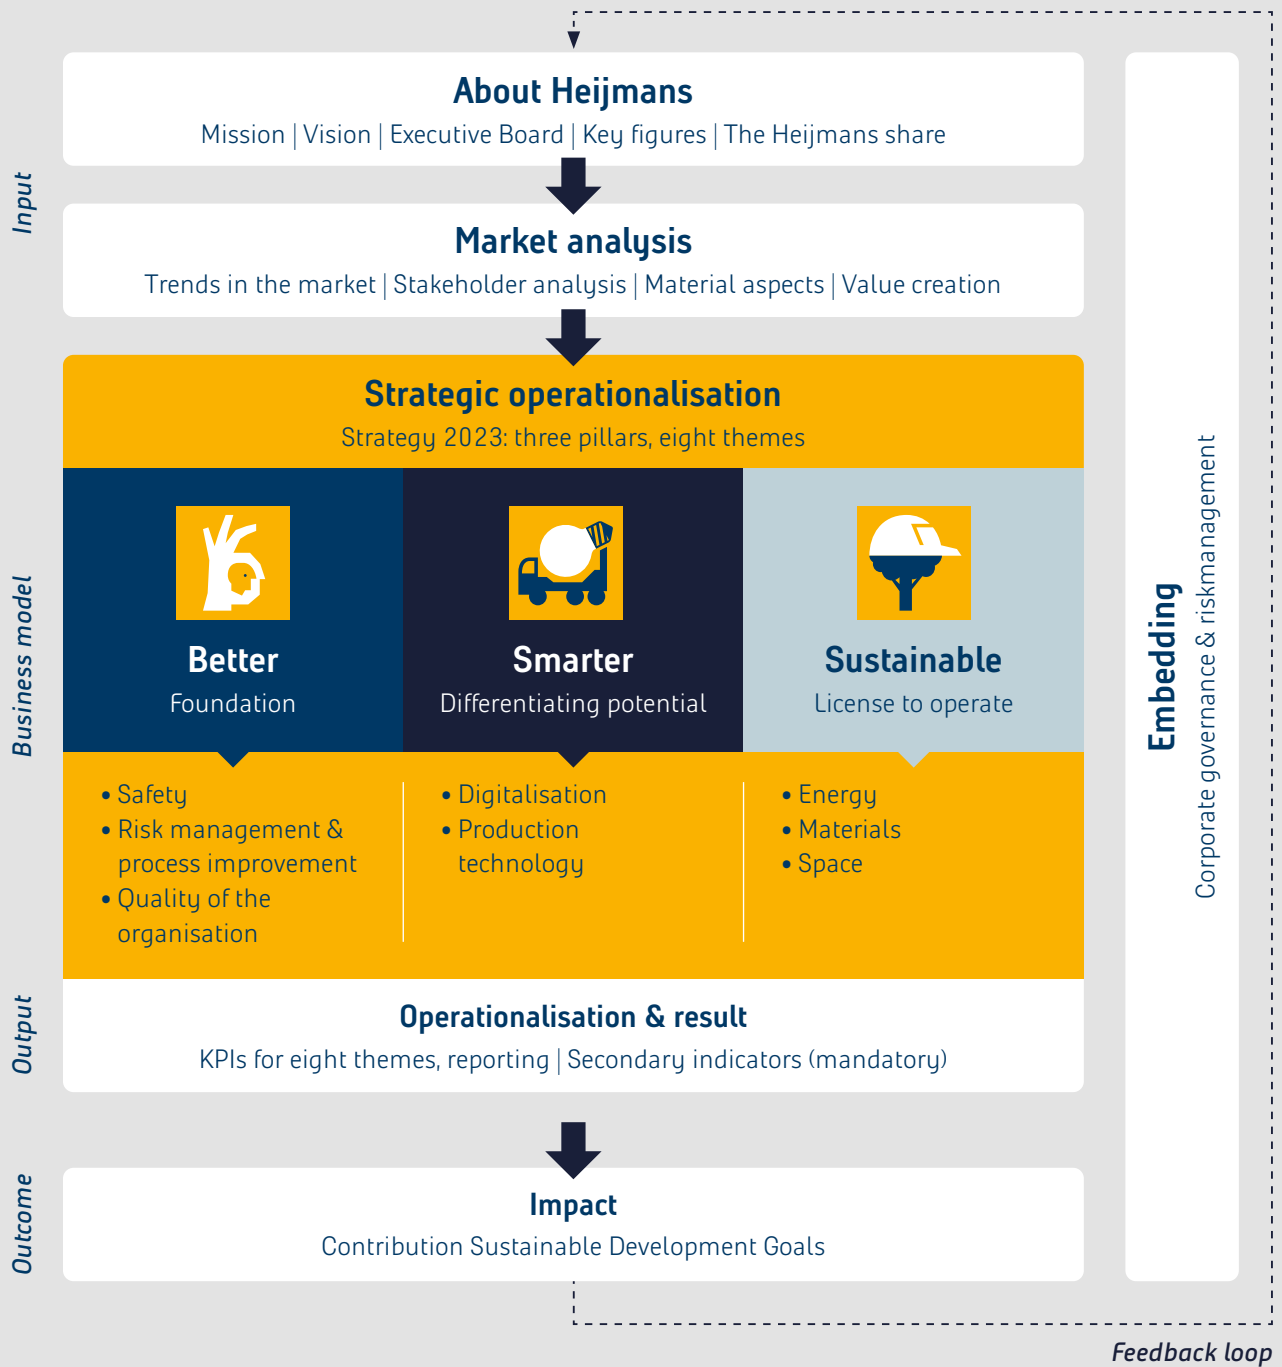 About Heijmans
Mission | Vision | Executive Board | Key figures | The Heijmans share
Input
Market analysis
Trends in the market | Stakeholder analysis | Material aspects | Value creation
Strategic operationalisation
Strategy 2023: three pillars, eight themes
Business model
Better
Foundation
Smarter
Differentiating potential
Sustainable
License to operate
• Safety
• Risk management &
process improvement
• Quality of the
organisation
• Digitalisation
• Production
technology
• Energy
• Materials
• Space
Output
Operationalisation & result
KPIs for eight themes, reporting | Secondary indicators (mandatory)
Outcome
Impact
Contribution Sustainable Development Goals
Embedding
Corporate governance & riskmanagement
Feedback loop